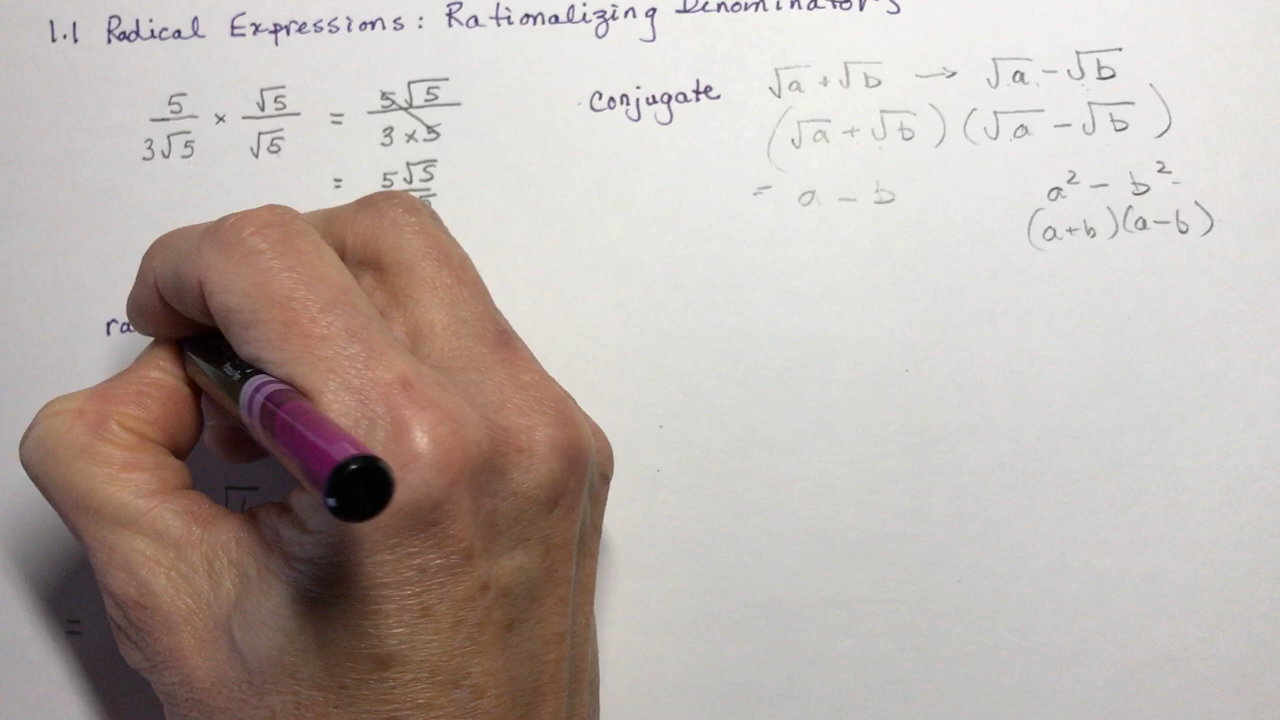 1.1 Radical Expressions: Rationalizing Denominators
5/(3√5) × √5/√5 = 5√5/(3×5)
= 5√5
Conjugate √a + √b → √a - √b
(√a + √b)(√a - √b)
= a - b
a² - b²
(a+b)(a-b)
ra
=